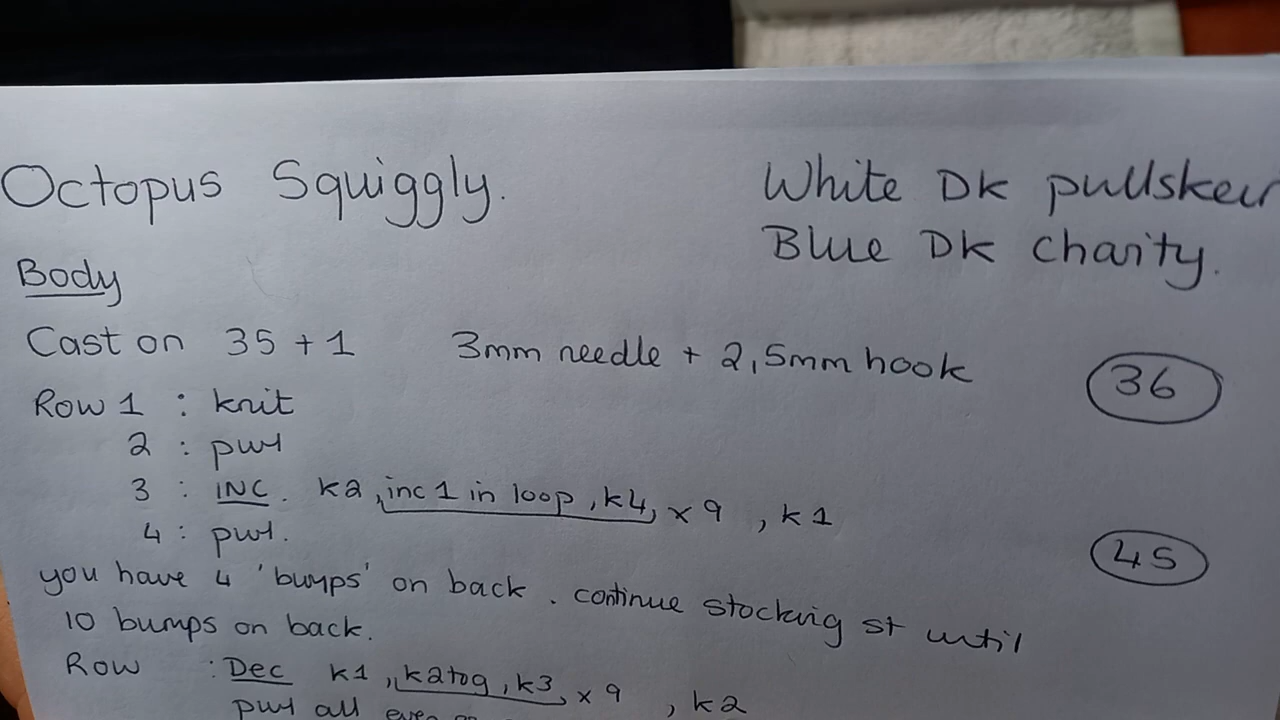 Octopus Squiggly.
White DK pullskein
Blue DK charity.
Body
Cast on 35 + 1 3mm needle + 2,5mm hook
36
Row 1 : knit
2 : purl
3 : INC. k2, inc 1 in loop, k4, x 9, k1
4 : purl.
45
you have 4 'bumps' on back. continue stocking st until
10 bumps on back.
Row : Dec k1, k2tog, k3, x 9, k2
purl all even